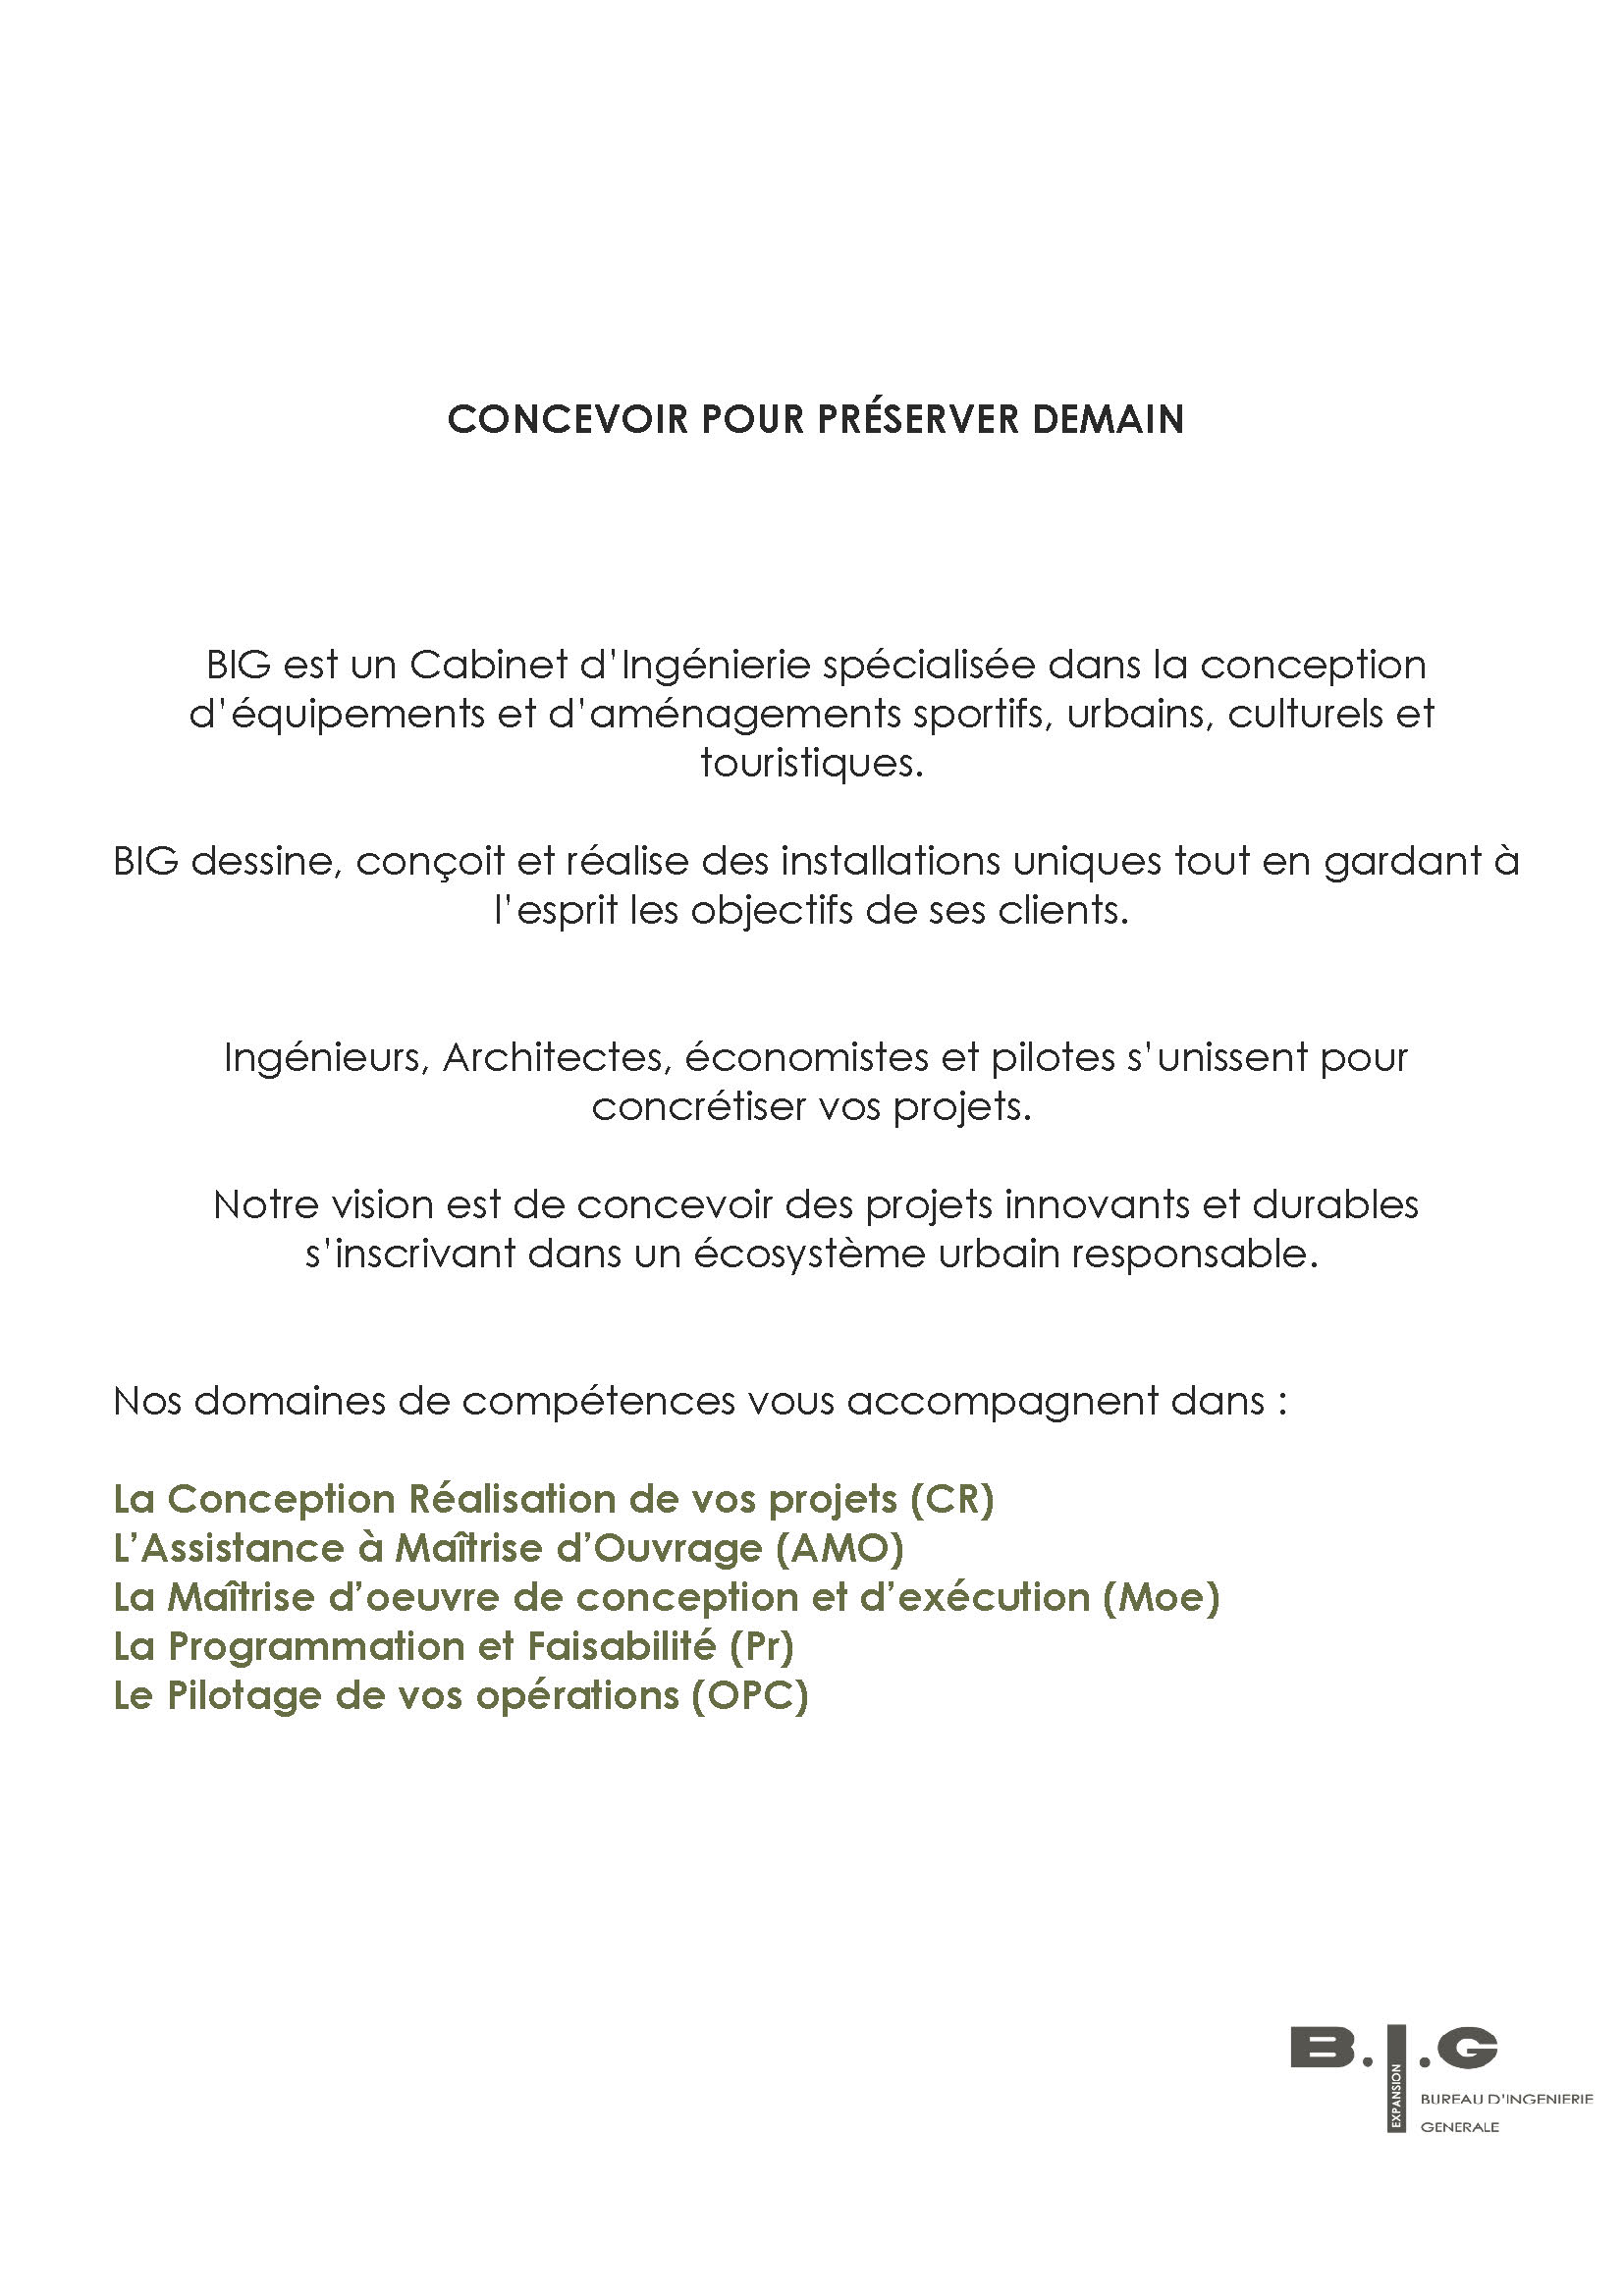 CONCEVOIR POUR PRÉSERVER DEMAIN
BIG est un Cabinet d'Ingénierie spécialisée dans la conception
d'équipements et d'aménagements sportifs, urbains, culturels et
touristiques.
BIG dessine, conçoit et réalise des installations uniques tout en gardant à
l'esprit les objectifs de ses clients.
Ingénieurs, Architectes, économistes et pilotes s'unissent pour
concrétiser vos projets.
Notre vision est de concevoir des projets innovants et durables
s'inscrivant dans un écosystème urbain responsable.
Nos domaines de compétences vous accompagnent dans :
La Conception Réalisation de vos projets (CR)
L’Assistance à Maîtrise d’Ouvrage (AMO)
La Maîtrise d’oeuvre de conception et d’exécution (Moe)
La Programmation et Faisabilité (Pr)
Le Pilotage de vos opérations (OPC)
B.I.G
EXPANSION
BUREAU D'INGENIERIE
GENERALE